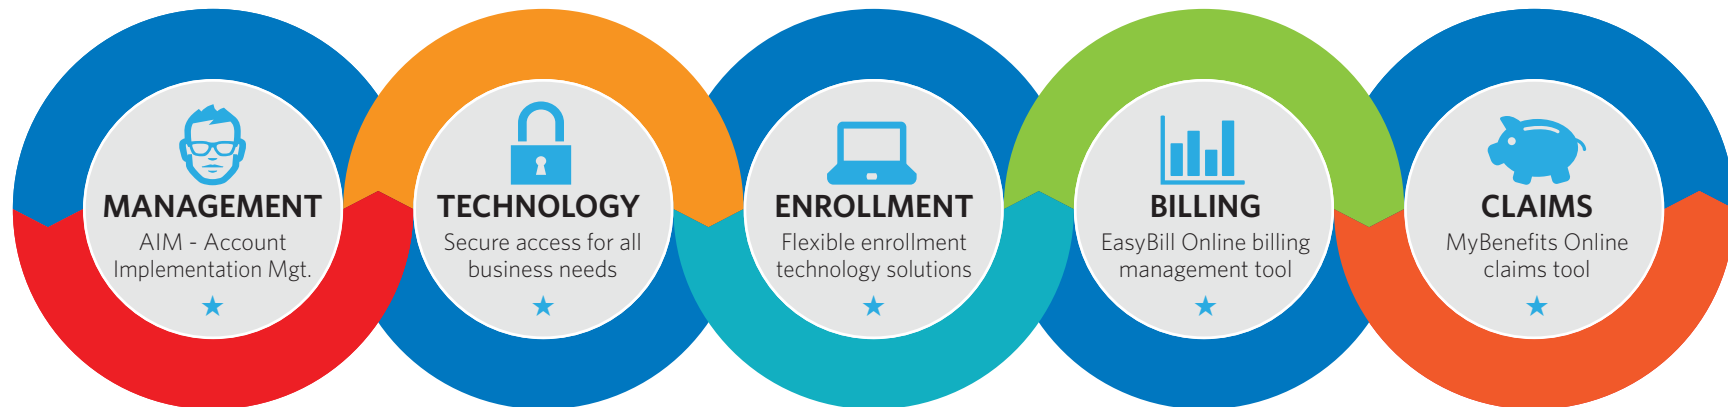 MANAGEMENT
AIM - Account
Implementation Mgt.
TECHNOLOGY
Secure access for all
business needs
ENROLLMENT
Flexible enrollment
technology solutions
BILLING
EasyBill Online billing
management tool
CLAIMS
MyBenefits Online
claims tool